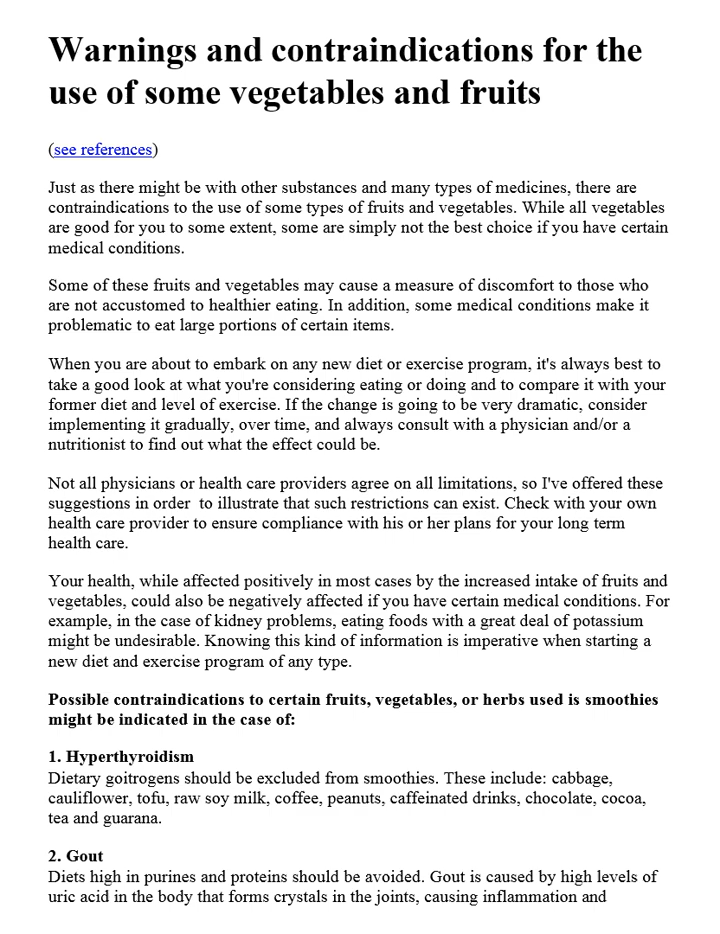 Warnings and contraindications for the
use of some vegetables and fruits
(see references)
Just as there might be with other substances and many types of medicines, there are
contraindications to the use of some types of fruits and vegetables. While all vegetables
are good for you to some extent, some are simply not the best choice if you have certain
medical conditions.
Some of these fruits and vegetables may cause a measure of discomfort to those who
are not accustomed to healthier eating. In addition, some medical conditions make it
problematic to eat large portions of certain items.
When you are about to embark on any new diet or exercise program, it's always best to
take a good look at what you're considering eating or doing and to compare it with your
former diet and level of exercise. If the change is going to be very dramatic, consider
implementing it gradually, over time, and always consult with a physician and/or a
nutritionist to find out what the effect could be.
Not all physicians or health care providers agree on all limitations, so I've offered these
suggestions in order  to illustrate that such restrictions can exist. Check with your own
health care provider to ensure compliance with his or her plans for your long term
health care.
Your health, while affected positively in most cases by the increased intake of fruits and
vegetables, could also be negatively affected if you have certain medical conditions. For
example, in the case of kidney problems, eating foods with a great deal of potassium
might be undesirable. Knowing this kind of information is imperative when starting a
new diet and exercise program of any type.
Possible contraindications to certain fruits, vegetables, or herbs used is smoothies
might be indicated in the case of:
1. Hyperthyroidism
Dietary goitrogens should be excluded from smoothies. These include: cabbage,
cauliflower, tofu, raw soy milk, coffee, peanuts, caffeinated drinks, chocolate, cocoa,
tea and guarana.
2. Gout
Diets high in purines and proteins should be avoided. Gout is caused by high levels of
uric acid in the body that forms crystals in the joints, causing inflammation and